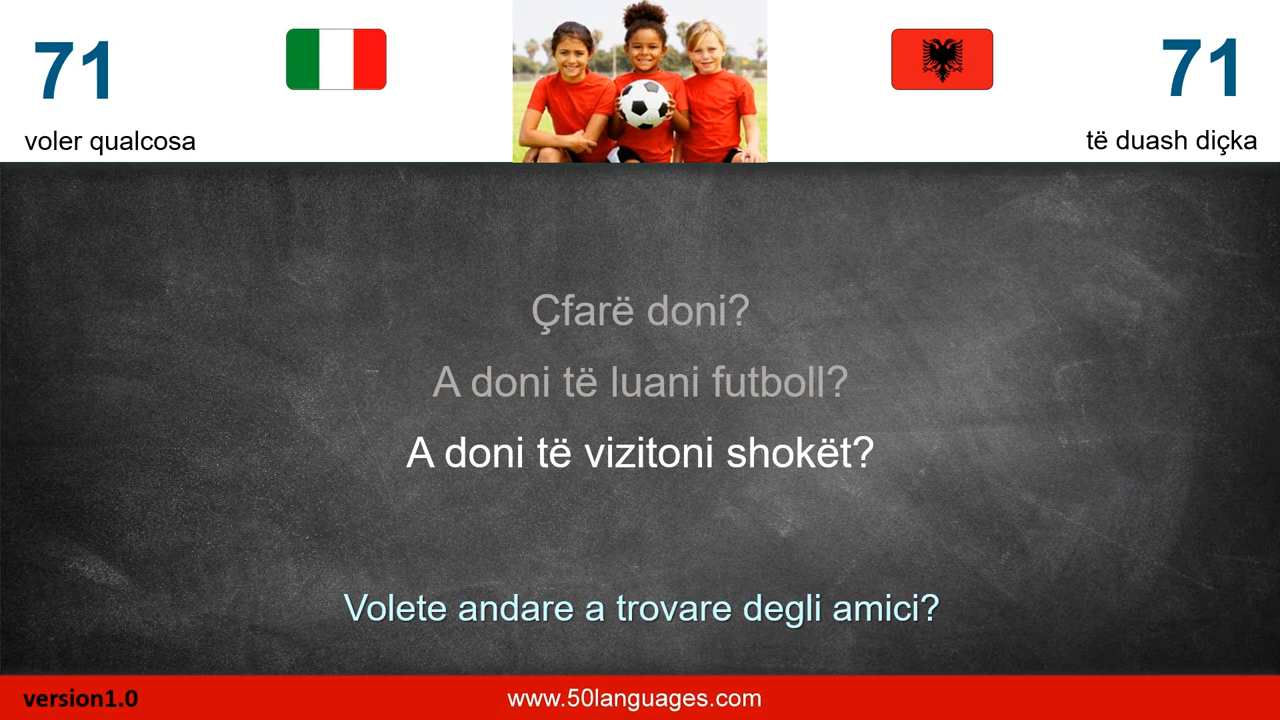 71
71
voler qualcosa
të duash diçka
Çfarë doni?
A doni të luani futboll?
A doni të vizitoni shokët?
Volete andare a trovare degli amici?
version1.0
www.50languages.com